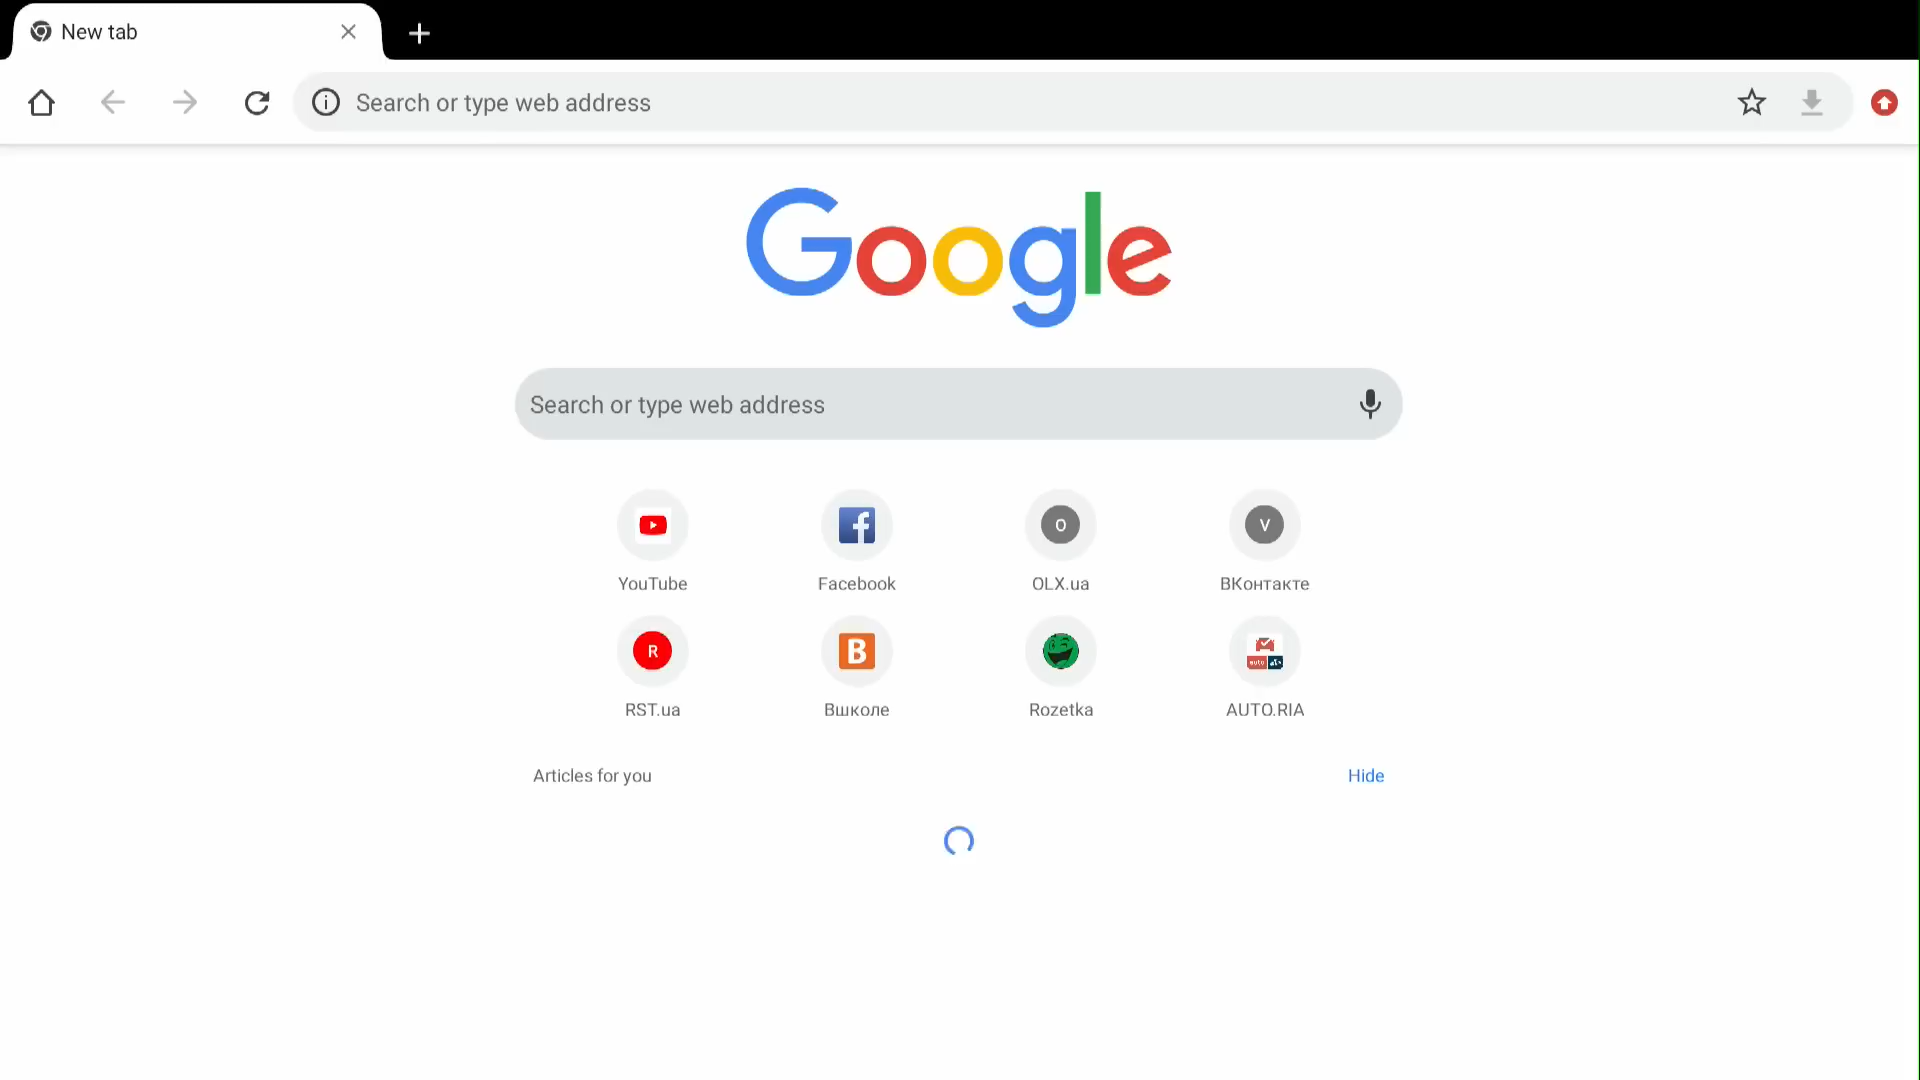 New tab
Search or type web address
Google
Search or type web address
YouTube
Facebook
OLX.ua
ВКонтакте
RST.ua
Вшколе
Rozetka
AUTO.RIA
Articles for you
Hide